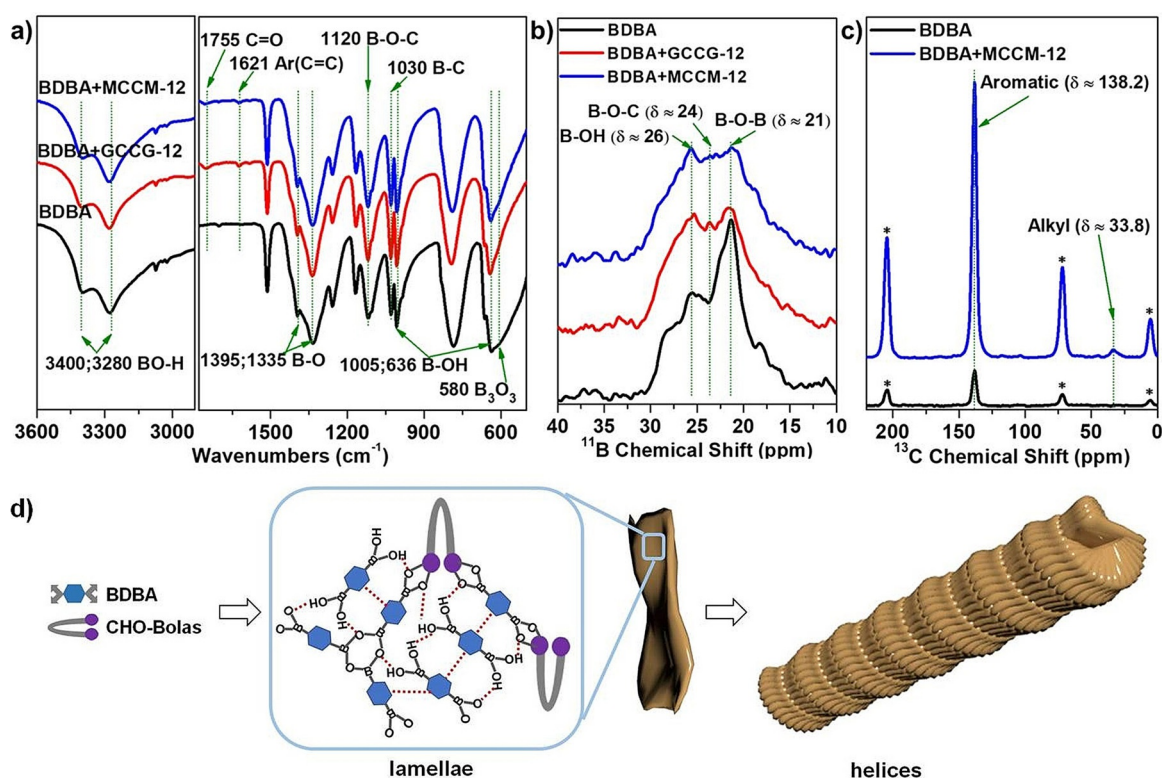 a)
1755 C=O
1621 Ar(C=C)
1120 B-O-C
1030 B-C
BDBA+MCCM-12
BDBA+GCCG-12
BDBA
3400;3280 BO-H
1395;1335 B-O
1005;636 B-OH
580 B3O3
3600 3300 3000 1500 1200 900 600
Wavenumbers (cm-1)
b)
BDBA
BDBA+GCCG-12
BDBA+MCCM-12
B-O-C (δ ≈ 24)
B-OH (δ ≈ 26)
B-O-B (δ ≈ 21)
40 35 30 25 20 15 10
11B Chemical Shift (ppm)
c)
BDBA
BDBA+MCCM-12
Aromatic (δ ≈ 138.2)
Alkyl (δ ≈ 33.8)
* * * *
* * * *
200 150 100 50 0
13C Chemical Shift (ppm)
d)
BDBA
CHO-Bolas
lamellae
helices